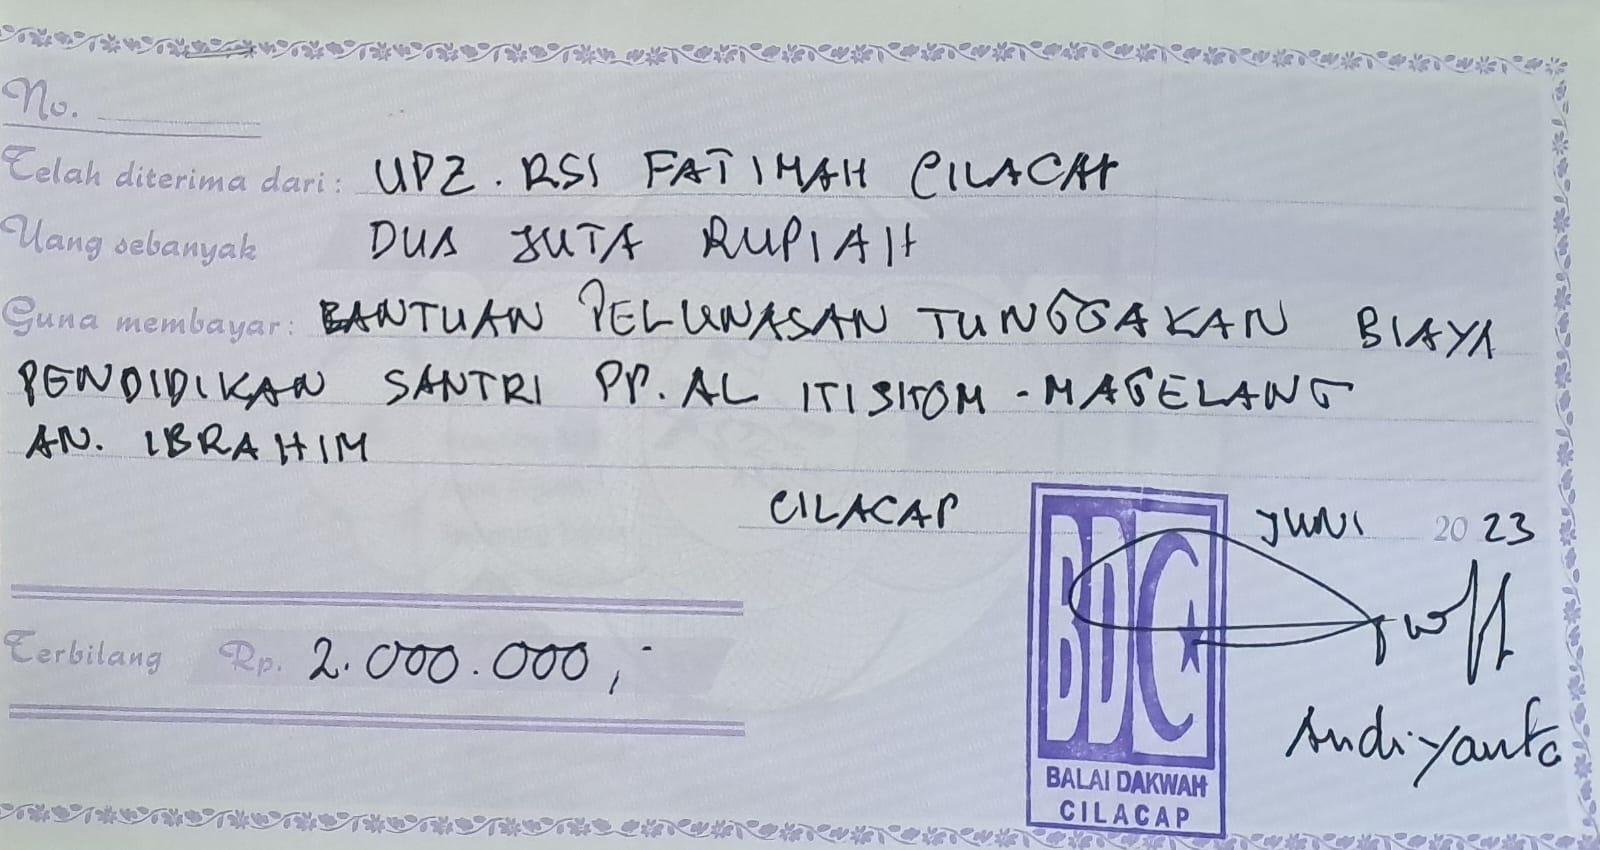 No.
Telah diterima dari : UPZ. RSI FATIMAH CILACAP
Uang sebanyak DUA JUTA RUPIAH
Guna membayar : BANTUAN PELUNASAN TUNGGAKAN BIAYA
PENDIDIKAN SANTRI PP. AL ITISHOM - MAGELANG
AN. IBRAHIM
CILACAP JUNI 2023
Terbilang Rp. 2.000.000,-
BDC
Andiyanto
BALAI DAKWAH
CILACAP